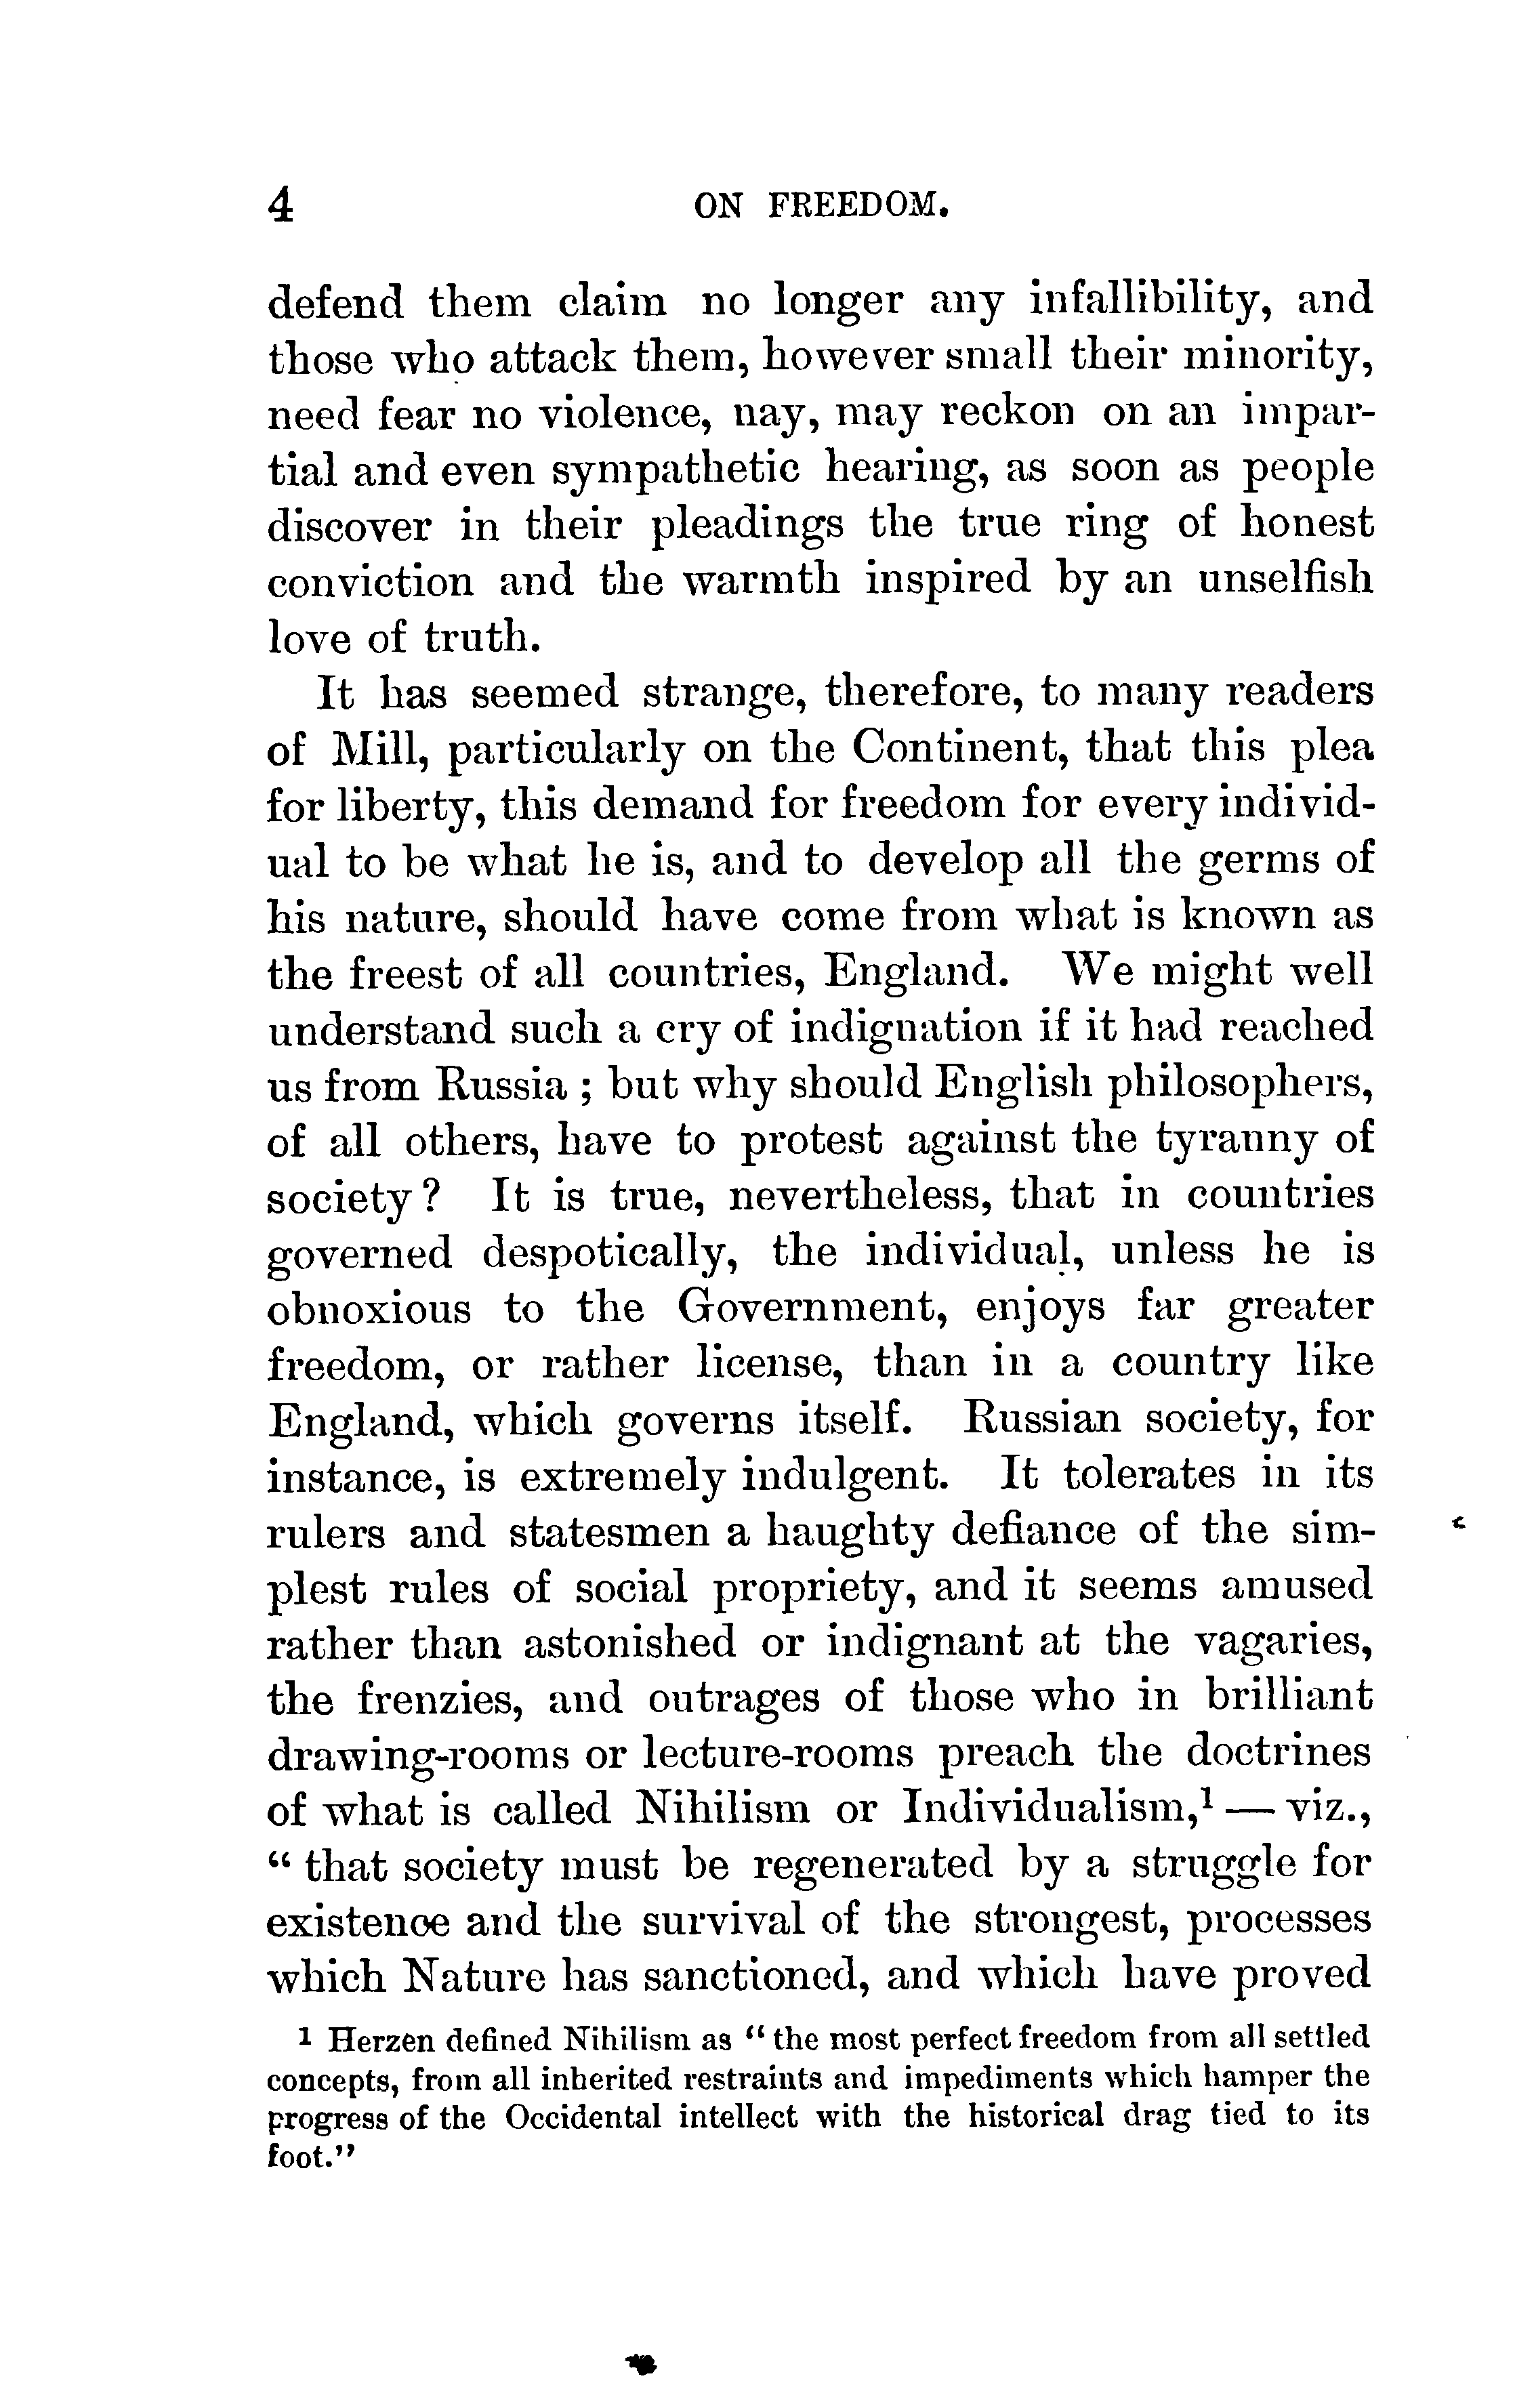 4 ON FREEDOM.
defend them claim no longer any infallibility, and
those who attack them, however small their minority,
need fear no violence, nay, may reckon on an impar-
tial and even sympathetic hearing, as soon as people
discover in their pleadings the true ring of honest
conviction and the warmth inspired by an unselfish
love of truth.
It has seemed strange, therefore, to many readers
of Mill, particularly on the Continent, that this plea
for liberty, this demand for freedom for every individ-
ual to be what he is, and to develop all the germs of
his nature, should have come from what is known as
the freest of all countries, England. We might well
understand such a cry of indignation if it had reached
us from Russia ; but why should English philosophers,
of all others, have to protest against the tyranny of
society ? It is true, nevertheless, that in countries
governed despotically, the individual, unless he is
obnoxious to the Government, enjoys far greater
freedom, or rather license, than in a country like
England, which governs itself. Russian society, for
instance, is extremely indulgent. It tolerates in its
rulers and statesmen a haughty defiance of the sim-
plest rules of social propriety, and it seems amused
rather than astonished or indignant at the vagaries,
the frenzies, and outrages of those who in brilliant
drawing-rooms or lecture-rooms preach the doctrines
of what is called Nihilism or Individualism,¹ — viz.,
“ that society must be regenerated by a struggle for
existence and the survival of the strongest, processes
which Nature has sanctioned, and which have proved
¹ Herzen defined Nihilism as “ the most perfect freedom from all settled
concepts, from all inherited restraints and impediments which hamper the
progress of the Occidental intellect with the historical drag tied to its
foot.”